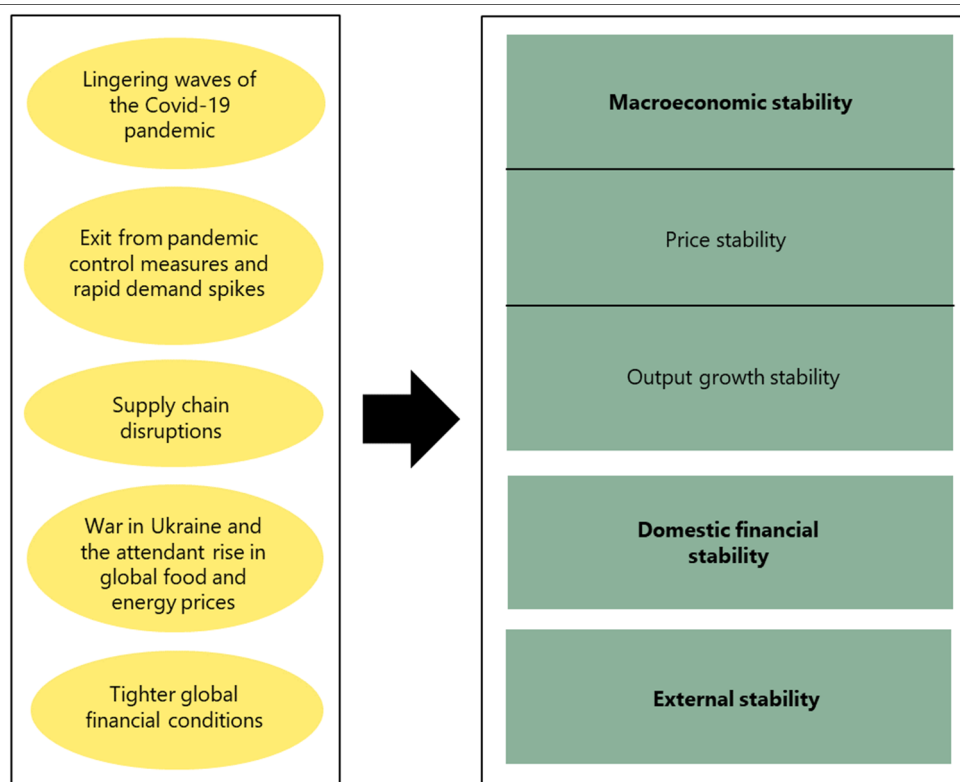 Lingering waves of
the Covid-19
pandemic
Exit from pandemic
control measures and
rapid demand spikes
Supply chain
disruptions
War in Ukraine and
the attendant rise in
global food and
energy prices
Tighter global
financial conditions
Macroeconomic stability
Price stability
Output growth stability
Domestic financial
stability
External stability